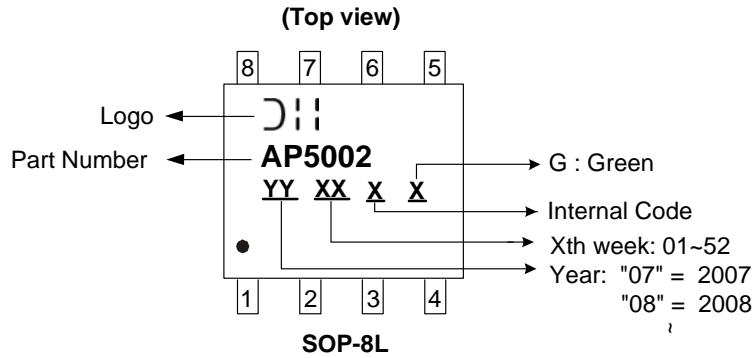 (Top view)
8 7 6 5
Logo
Part Number
AP5002
YY XX X X
G : Green
Internal Code
Xth week: 01~52
Year: "07" = 2007
"08" = 2008
~
1 2 3 4
SOP-8L